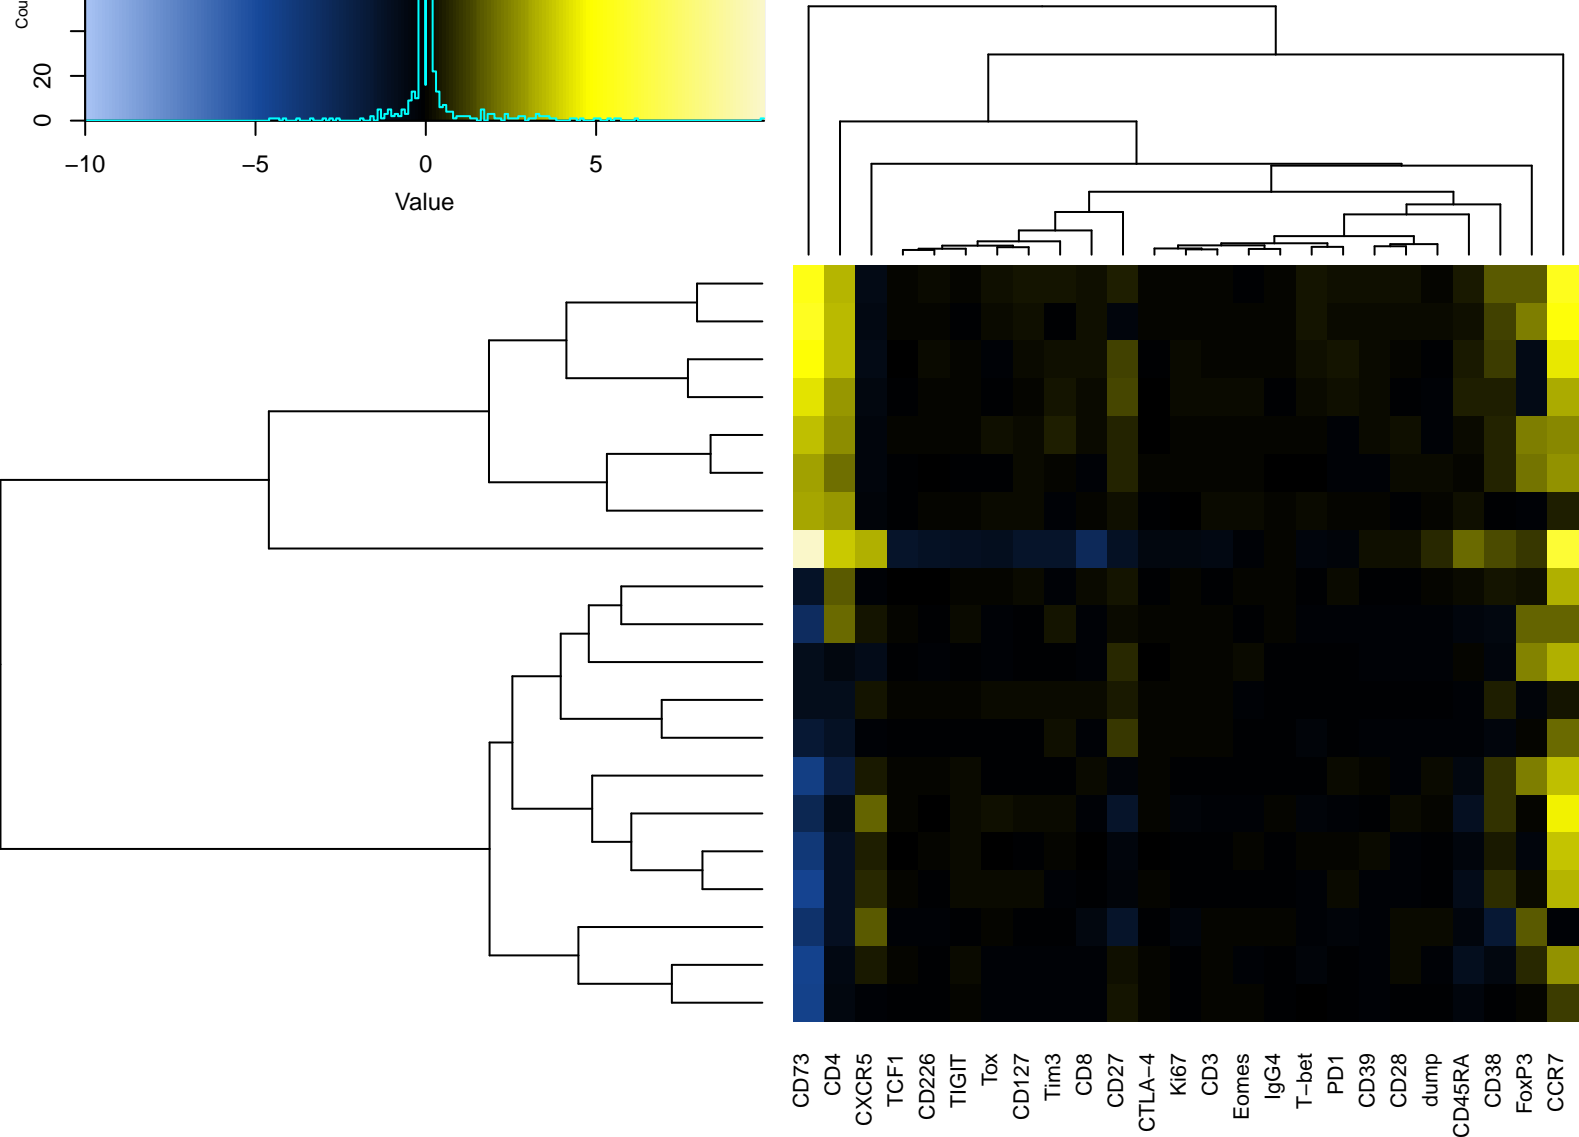 Cou
20
0
−10
−5
0
5
Value
CD73
CD4
CXCR5
TCF1
CD226
TIGIT
Tox
CD127
Tim3
CD8
CD27
CTLA−4
Ki67
CD3
Eomes
IgG4
T−bet
PD1
CD39
CD28
dump
CD45RA
CD38
FoxP3
CCR7